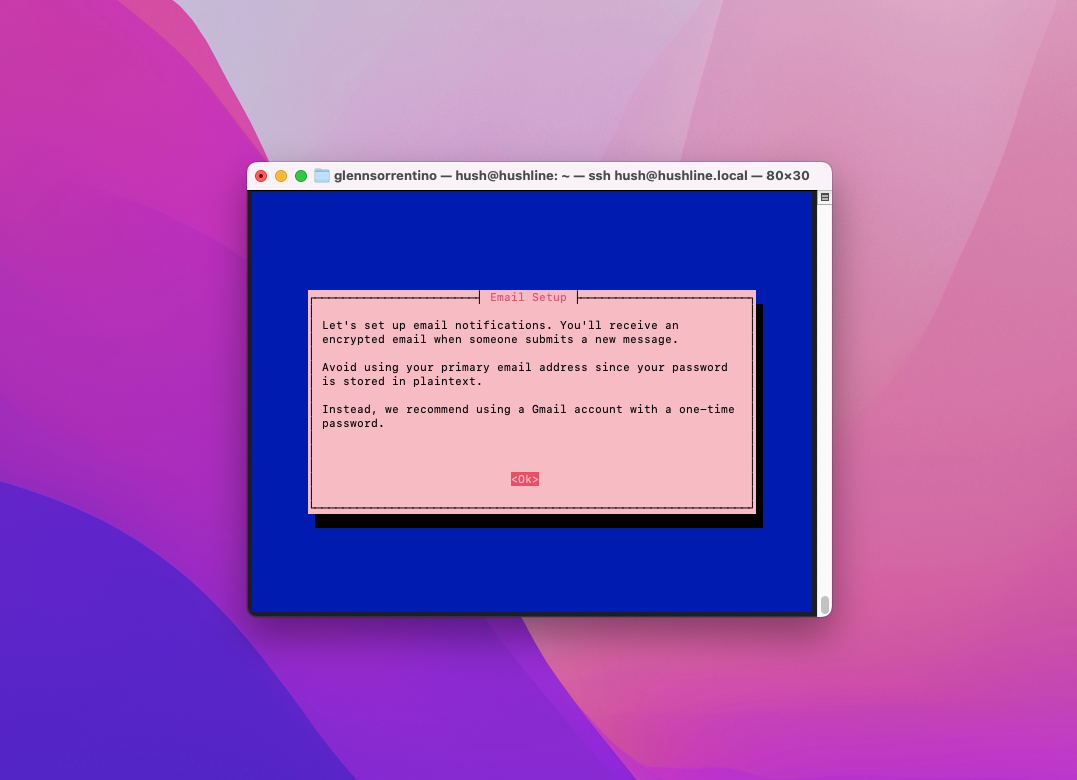 glennsorrentino — hush@hushline: ~ — ssh hush@hushline.local — 80×30
Email Setup
Let's set up email notifications. You'll receive an
encrypted email when someone submits a new message.
Avoid using your primary email address since your password
is stored in plaintext.
Instead, we recommend using a Gmail account with a one-time
password.
<Ok>